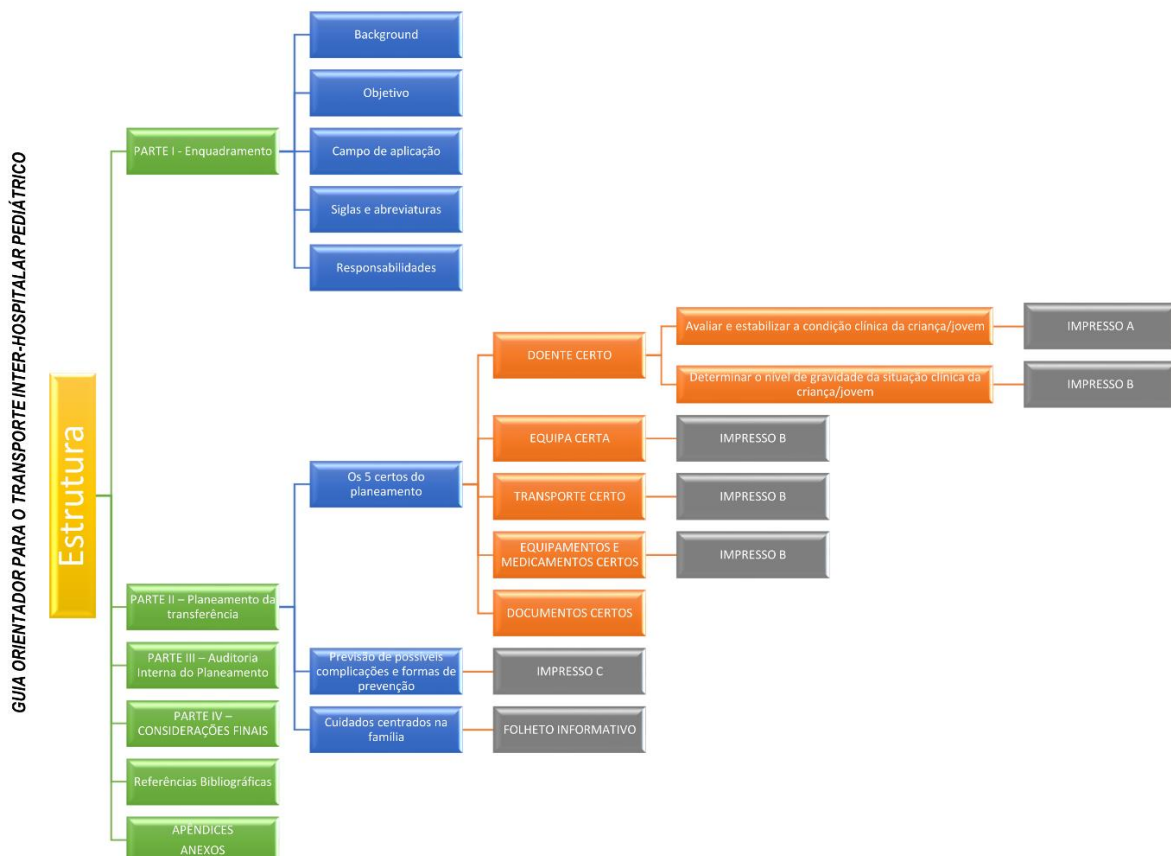 GUIA ORIENTADOR PARA O TRANSPORTE INTER-HOSPITALAR PEDIÁTRICO
Estrutura
PARTE I - Enquadramento
Background
Objetivo
Campo de aplicação
Siglas e abreviaturas
Responsabilidades
PARTE II – Planeamento da
transferência
Os 5 certos do
planeamento
DOENTE CERTO
Avaliar e estabilizar a condição clínica da criança/jovem
IMPRESSO A
Determinar o nível de gravidade da situação clínica da
criança/jovem
IMPRESSO B
EQUIPA CERTA
IMPRESSO B
TRANSPORTE CERTO
IMPRESSO B
EQUIPAMENTOS E
MEDICAMENTOS CERTOS
IMPRESSO B
DOCUMENTOS CERTOS
Previsão de possíveis
complicações e formas de
prevenção
IMPRESSO C
Cuidados centrados na
família
FOLHETO INFORMATIVO
PARTE III – Auditoria
Interna do Planeamento
PARTE IV –
CONSIDERAÇÕES FINAIS
Referências Bibliográficas
APÊNDICES
ANEXOS